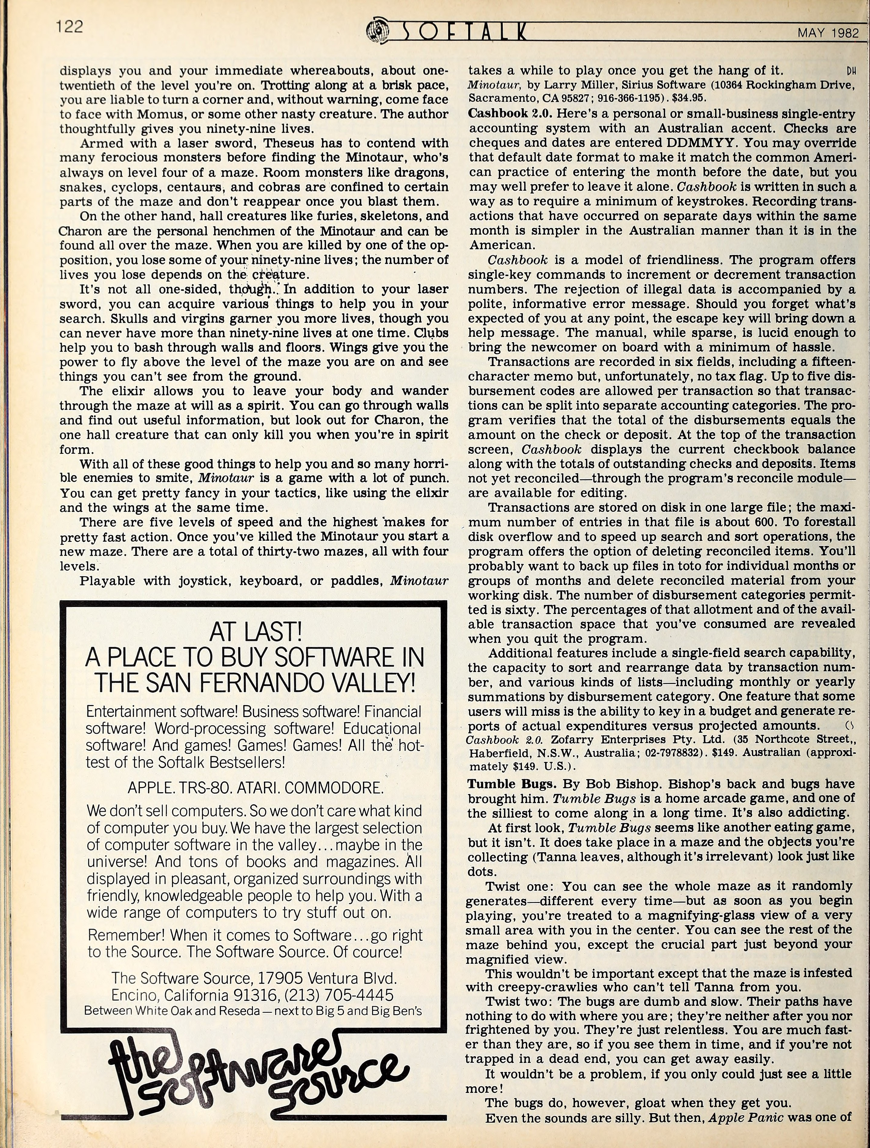 122
SOFTALK
MAY 1982
displays you and your immediate whereabouts, about one-
twentieth of the level you're on. Trotting along at a brisk pace,
you are liable to turn a corner and, without warning, come face
to face with Momus, or some other nasty creature. The author
thoughtfully gives you ninety-nine lives.
Armed with a laser sword, Theseus has to contend with
many ferocious monsters before finding the Minotaur, who's
always on level four of a maze. Room monsters like dragons,
snakes, cyclops, centaurs, and cobras are confined to certain
parts of the maze and don't reappear once you blast them.
On the other hand, hall creatures like furies, skeletons, and
Charon are the personal henchmen of the Minotaur and can be
found all over the maze. When you are killed by one of the op-
position, you lose some of your ninety-nine lives; the number of
lives you lose depends on the creature.
It's not all one-sided, though. In addition to your laser
sword, you can acquire various things to help you in your
search. Skulls and virgins garner you more lives, though you
can never have more than ninety-nine lives at one time. Clubs
help you to bash through walls and floors. Wings give you the
power to fly above the level of the maze you are on and see
things you can't see from the ground.
The elixir allows you to leave your body and wander
through the maze at will as a spirit. You can go through walls
and find out useful information, but look out for Charon, the
one hall creature that can only kill you when you're in spirit
form.
With all of these good things to help you and so many horri-
ble enemies to smite, Minotaur is a game with a lot of punch.
You can get pretty fancy in your tactics, like using the elixir
and the wings at the same time.
There are five levels of speed and the highest makes for
pretty fast action. Once you've killed the Minotaur you start a
new maze. There are a total of thirty-two mazes, all with four
levels.
Playable with joystick, keyboard, or paddles, Minotaur
takes a while to play once you get the hang of it. DH
Minotaur, by Larry Miller, Sirius Software (10364 Rockingham Drive,
Sacramento, CA 95827; 916-366-1195). $34.95.
Cashbook 2.0. Here's a personal or small-business single-entry
accounting system with an Australian accent. Checks are
cheques and dates are entered DDMMYY. You may override
that default date format to make it match the common Ameri-
can practice of entering the month before the date, but you
may well prefer to leave it alone. Cashbook is written in such a
way as to require a minimum of keystrokes. Recording trans-
actions that have occurred on separate days within the same
month is simpler in the Australian manner than it is in the
American.
Cashbook is a model of friendliness. The program offers
single-key commands to increment or decrement transaction
numbers. The rejection of illegal data is accompanied by a
polite, informative error message. Should you forget what's
expected of you at any point, the escape key will bring down a
help message. The manual, while sparse, is lucid enough to
bring the newcomer on board with a minimum of hassle.
Transactions are recorded in six fields, including a fifteen-
character memo but, unfortunately, no tax flag. Up to five dis-
bursement codes are allowed per transaction so that transac-
tions can be split into separate accounting categories. The pro-
gram verifies that the total of the disbursements equals the
amount on the check or deposit. At the top of the transaction
screen, Cashbook displays the current checkbook balance
along with the totals of outstanding checks and deposits. Items
not yet reconciled—through the program's reconcile module—
are available for editing.
Transactions are stored on disk in one large file; the maxi-
mum number of entries in that file is about 600. To forestall
disk overflow and to speed up search and sort operations, the
program offers the option of deleting reconciled items. You'll
probably want to back up files in toto for individual months or
groups of months and delete reconciled material from your
working disk. The number of disbursement categories permit-
ted is sixty. The percentages of that allotment and of the avail-
able transaction space that you've consumed are revealed
when you quit the program.
Additional features include a single-field search capability,
the capacity to sort and rearrange data by transaction num-
ber, and various kinds of lists—including monthly or yearly
summations by disbursement category. One feature that some
users will miss is the ability to key in a budget and generate re-
ports of actual expenditures versus projected amounts.
Cashbook 2.0. Zofarry Enterprises Pty. Ltd. (35 Northcote Street,,
Haberfield, N.S.W., Australia; 02-7978832). $149. Australian (approxi-
mately $149. U.S.).
Tumble Bugs. By Bob Bishop. Bishop's back and bugs have
brought him. Tumble Bugs is a home arcade game, and one of
the silliest to come along in a long time. It's also addicting.
At first look, Tumble Bugs seems like another eating game,
but it isn't. It does take place in a maze and the objects you're
collecting (Tanna leaves, although it's irrelevant) look just like
dots.
Twist one: You can see the whole maze as it randomly
generates—different every time—but as soon as you begin
playing, you're treated to a magnifying-glass view of a very
small area with you in the center. You can see the rest of the
maze behind you, except the crucial part just beyond your
magnified view.
This wouldn't be important except that the maze is infested
with creepy-crawlies who can't tell Tanna from you.
Twist two: The bugs are dumb and slow. Their paths have
nothing to do with where you are; they're neither after you nor
frightened by you. They're just relentless. You are much fast-
er than they are, so if you see them in time, and if you're not
trapped in a dead end, you can get away easily.
It wouldn't be a problem, if you only could just see a little
more!
The bugs do, however, gloat when they get you.
Even the sounds are silly. But then, Apple Panic was one of
AT LAST!
A PLACE TO BUY SOFTWARE IN
THE SAN FERNANDO VALLEY!
Entertainment software! Business software! Financial
software! Word-processing software! Educational
software! And games! Games! Games! All the hot-
test of the Softalk Bestsellers!
APPLE. TRS-80. ATARI. COMMODORE.
We don't sell computers. So we don't care what kind
of computer you buy. We have the largest selection
of computer software in the valley...maybe in the
universe! And tons of books and magazines. All
displayed in pleasant, organized surroundings with
friendly, knowledgeable people to help you. With a
wide range of computers to try stuff out on.
Remember! When it comes to Software...go right
to the Source. The Software Source. Of cource!
The Software Source, 17905 Ventura Blvd.
Encino, California 91316, (213) 705-4445
Between White Oak and Reseda — next to Big 5 and Big Ben's
the
software
source